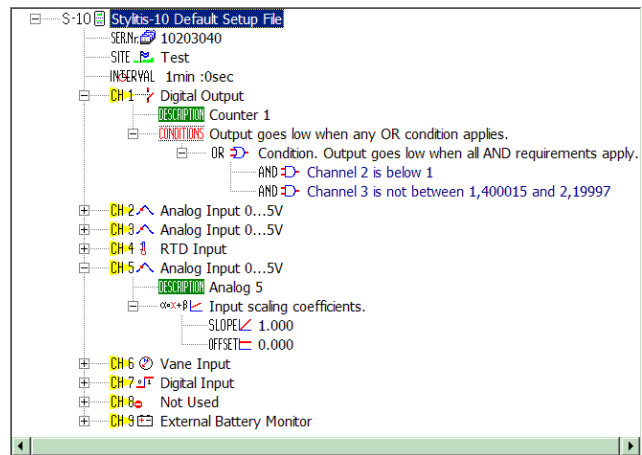 S-10 Stylitis-10 Default Setup File
SER.Nr. 10203040
SITE Test
INTERVAL 1min :0sec
CH 1 Digital Output
DESCRIPTION Counter 1
CONDITIONS Output goes low when any OR condition applies.
OR Condition. Output goes low when all AND requirements apply.
AND Channel 2 is below 1
AND Channel 3 is not between 1,400015 and 2,19997
CH 2 Analog Input 0...5V
CH 3 Analog Input 0...5V
CH 4 RTD Input
CH 5 Analog Input 0...5V
DESCRIPTION Analog 5
α*X+β Input scaling coefficients.
SLOPE 1.000
OFFSET 0.000
CH 6 Vane Input
CH 7 Digital Input
CH 8 Not Used
CH 9 External Battery Monitor